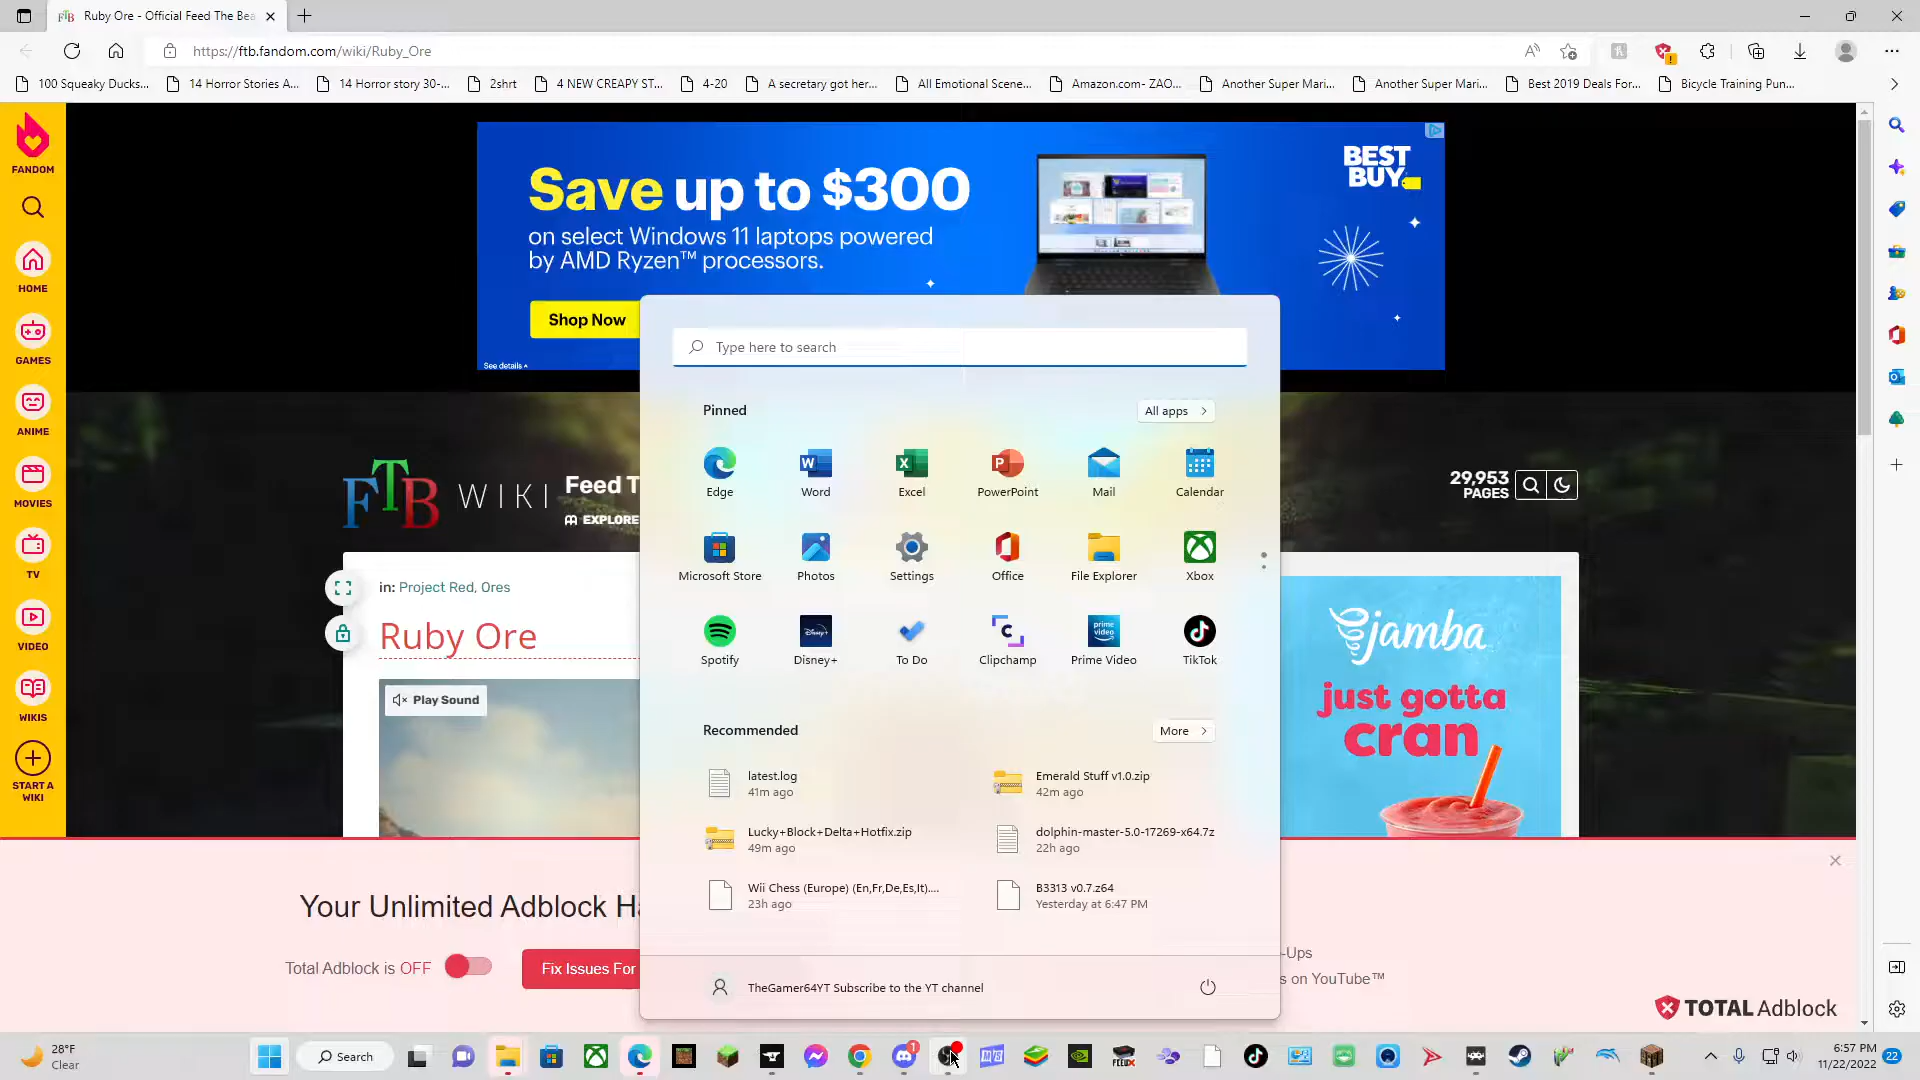 Ruby Ore - Official Feed The Bea
https://ftb.fandom.com/wiki/Ruby_Ore
100 Squeaky Ducks...
14 Horror Stories A...
14 Horror story 30-...
2shrt
4 NEW CREAPY ST...
4-20
A secretary got her...
All Emotional Scene...
Amazon.com- ZAO...
Another Super Mari...
Another Super Mari...
Best 2019 Deals For...
Bicycle Training Pun...
FANDOM
HOME
GAMES
ANIME
MOVIES
TV
VIDEO
WIKIS
START A
WIKI
Save up to $300
on select Windows 11 laptops powered
by AMD Ryzen™ processors.
Shop Now
See details
BEST
BUY
FTB WIKI
Feed T
EXPLORE
29,953
PAGES
in: Project Red, Ores
Ruby Ore
Play Sound
Type here to search
Pinned
All apps >
Edge
Word
Excel
PowerPoint
Mail
Calendar
Microsoft Store
Photos
Settings
Office
File Explorer
Xbox
Spotify
Disney+
To Do
Clipchamp
prime
video
Prime Video
TikTok
Recommended
More >
latest.log
41m ago
Emerald Stuff v1.0.zip
42m ago
Lucky+Block+Delta+Hotfix.zip
49m ago
dolphin-master-5.0-17269-x64.7z
22h ago
Wii Chess (Europe) (En,Fr,De,Es,It)....
23h ago
B3313 v0.7.z64
Yesterday at 6:47 PM
TheGamer64YT Subscribe to the YT channel
jamba
just gotta
cran
Your Unlimited Adblock Ha
Total Adblock is OFF
Fix Issues For
-Ups
s on YouTube™
TOTAL Adblock
28°F
Clear
Search
1
6:57 PM
11/22/2022
22